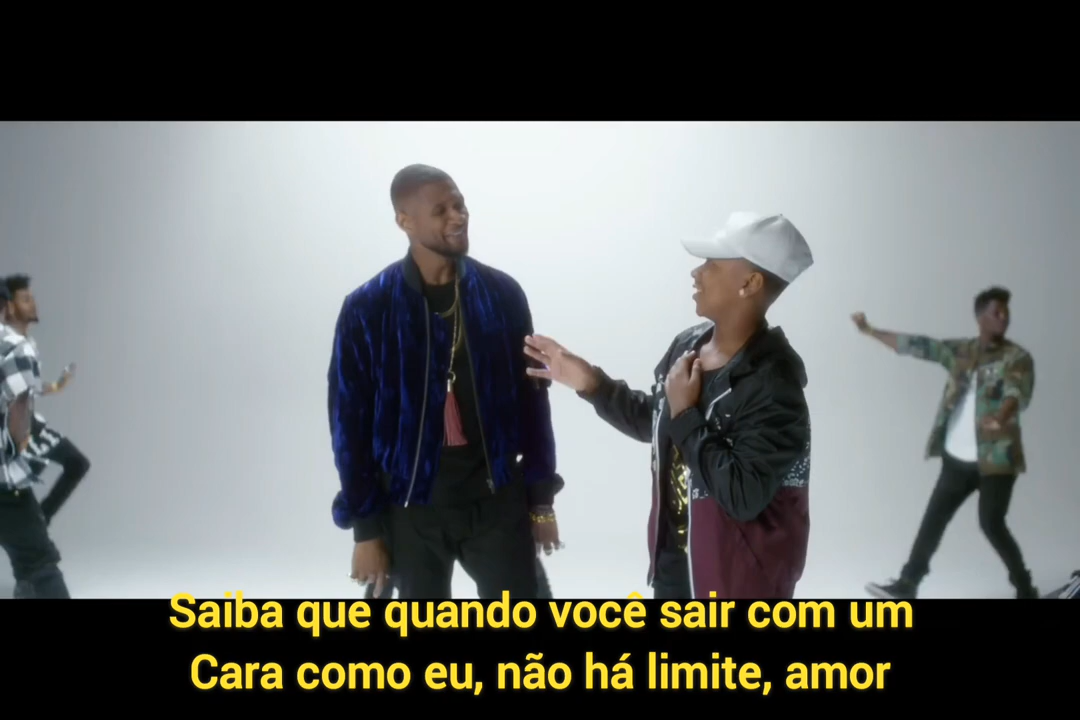 Saiba que quando você sair com um
Cara como eu, não há limite, amor